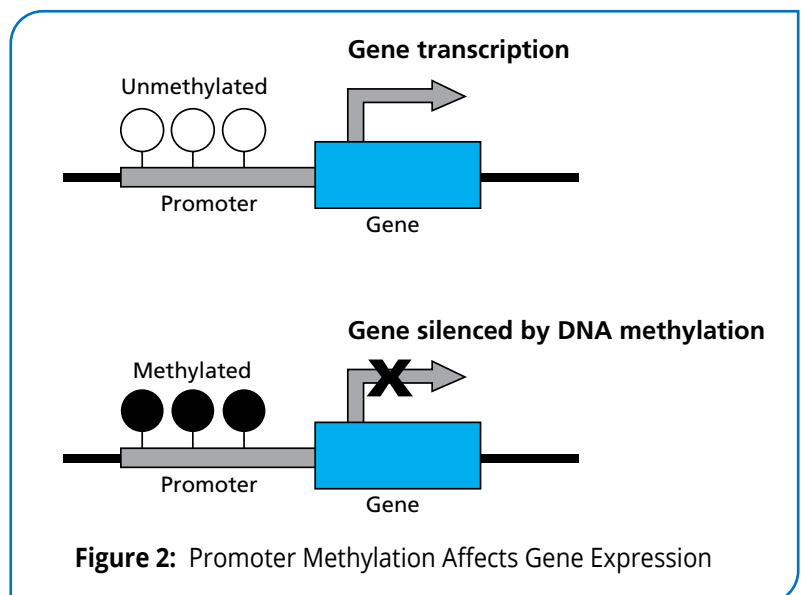 Gene transcription
Unmethylated
Promoter
Gene
Gene silenced by DNA methylation
Methylated
X
Promoter
Gene
Figure 2: Promoter Methylation Affects Gene Expression